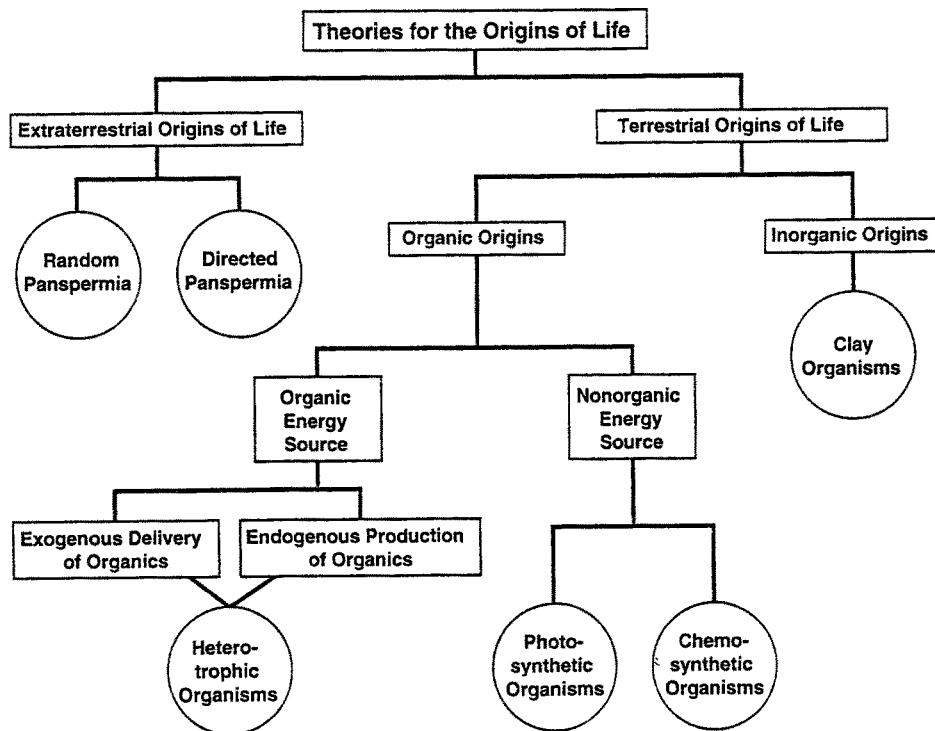 Theories for the Origins of Life
Extraterrestrial Origins of Life
Terrestrial Origins of Life
Random
Panspermia
Directed
Panspermia
Organic Origins
Inorganic Origins
Clay
Organisms
Organic
Energy
Source
Nonorganic
Energy
Source
Exogenous Delivery
of Organics
Endogenous Production
of Organics
Hetero-
trophic
Organisms
Photo-
synthetic
Organisms
Chemo-
synthetic
Organisms